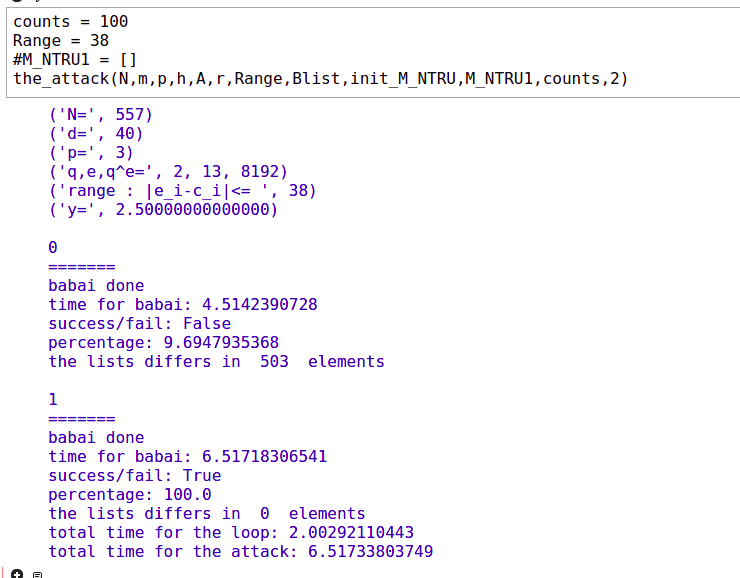 counts = 100
Range = 38
#M_NTRU1 = []
the_attack(N,m,p,h,A,r,Range,Blist,init_M_NTRU,M_NTRU1,counts,2)
('N=', 557)
('d=', 40)
('p=', 3)
('q,e,q^e=', 2, 13, 8192)
('range : |e_i-c_i|<= ', 38)
('y=', 2.50000000000000)
0
=======
babai done
time for babai: 4.5142390728
success/fail: False
percentage: 9.6947935368
the lists differs in  503  elements
1
=======
babai done
time for babai: 6.51718306541
success/fail: True
percentage: 100.0
the lists differs in  0  elements
total time for the loop: 2.00292110443
total time for the attack: 6.51733803749